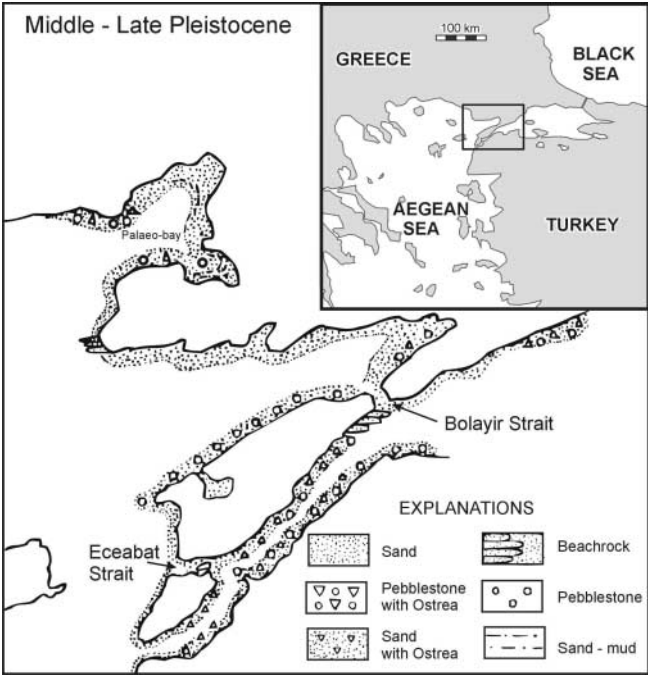 Middle - Late Pleistocene
100 km
GREECE
BLACK
SEA
AEGEAN
SEA
TURKEY
Palaeo-bay
Bolayir Strait
Eceabat
Strait
EXPLANATIONS
Sand
Beachrock
Pebblestone
with Ostrea
Pebblestone
Sand
with Ostrea
Sand - mud